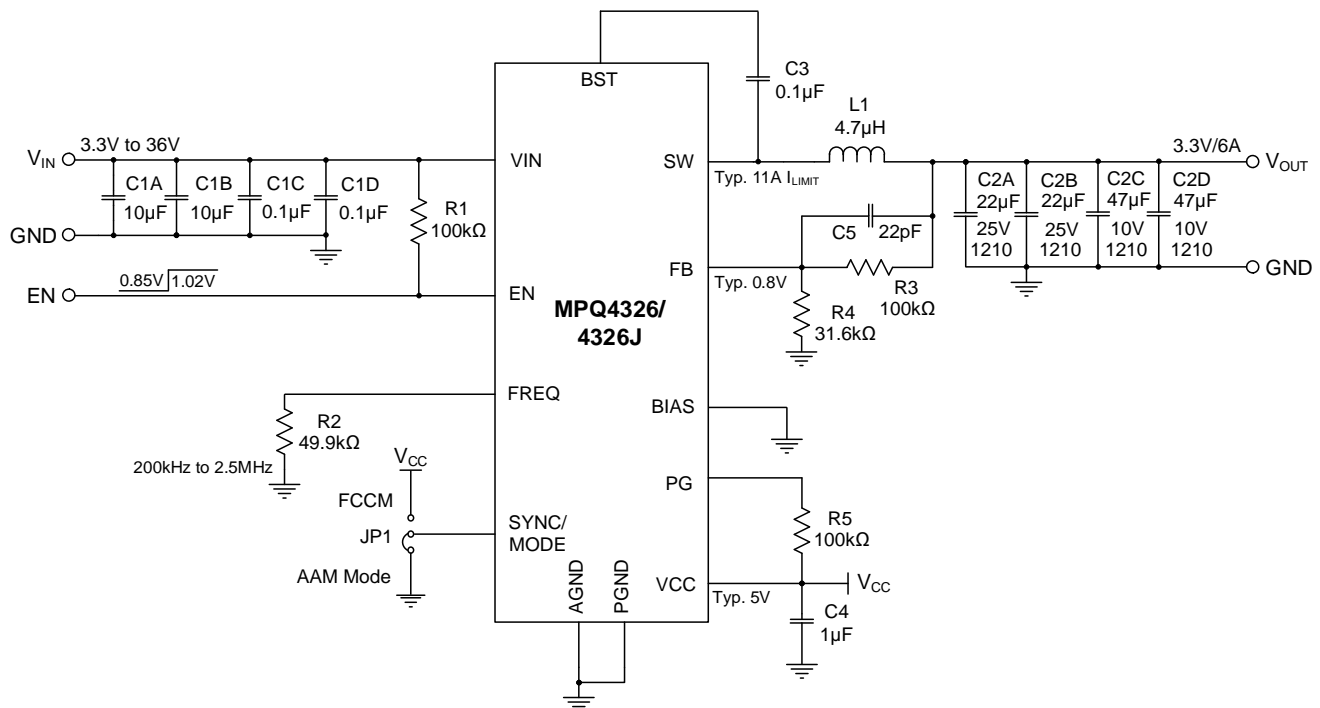 BST
C3
0.1µF
L1
4.7µH
V_IN
3.3V to 36V
VIN
SW
Typ. 11A I_LIMIT
3.3V/6A
V_OUT
C1A
10µF
C1B
10µF
C1C
0.1µF
C1D
0.1µF
R1
100kΩ
C2A
22µF
25V
1210
C2B
22µF
25V
1210
C2C
47µF
10V
1210
C2D
47µF
10V
1210
C5
22pF
GND
FB
Typ. 0.8V
R3
100kΩ
GND
EN
0.85V
1.02V
EN
R4
31.6kΩ
MPQ4326/
4326J
FREQ
R2
49.9kΩ
200kHz to 2.5MHz
BIAS
V_CC
FCCM
JP1
AAM Mode
SYNC/
MODE
PG
R5
100kΩ
VCC
Typ. 5V
V_CC
C4
1µF
AGND
PGND